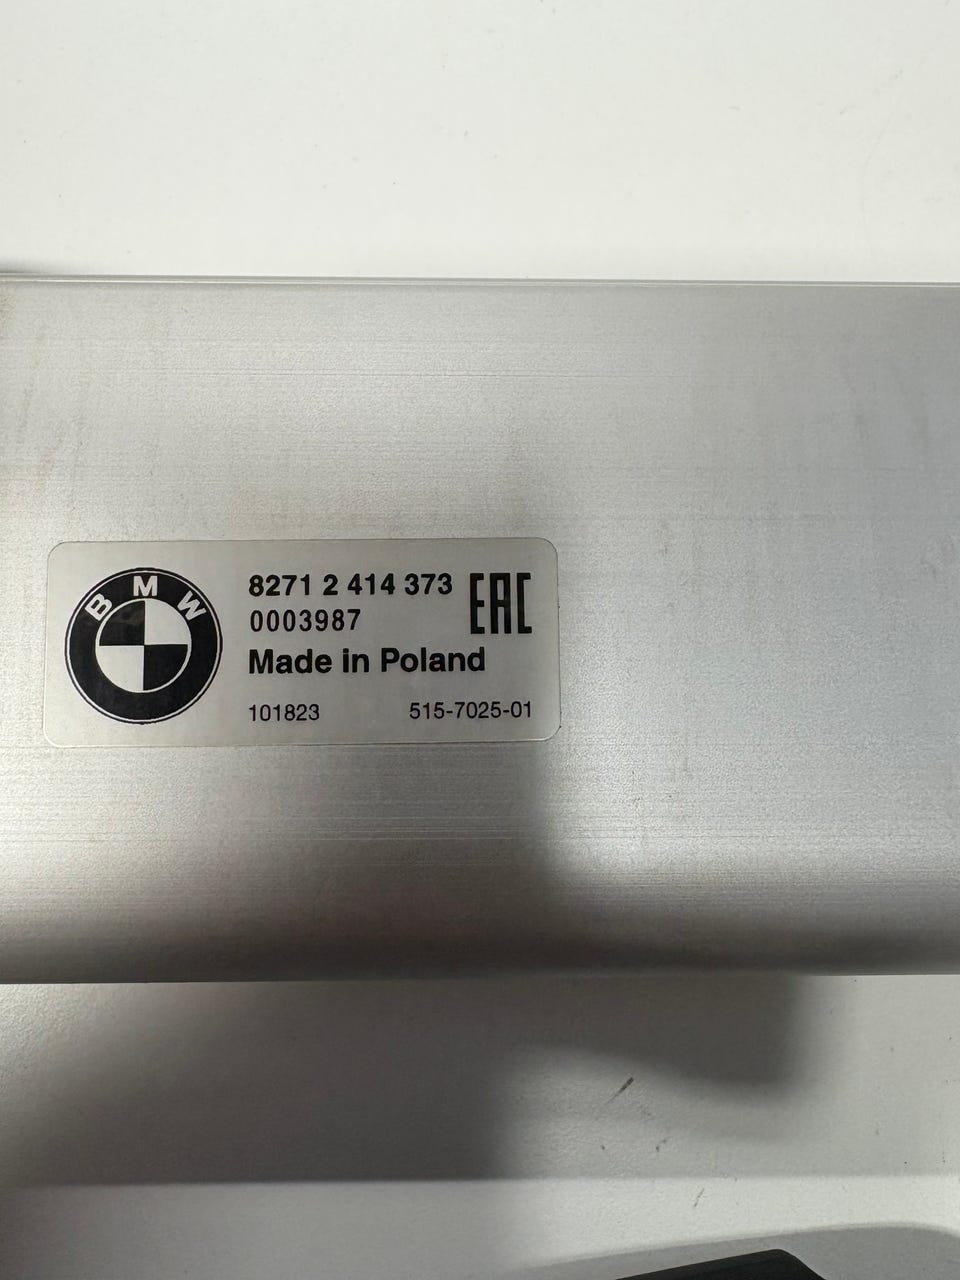 BMW
8271 2 414 373
EAC
0003987
Made in Poland
101823
515-7025-01